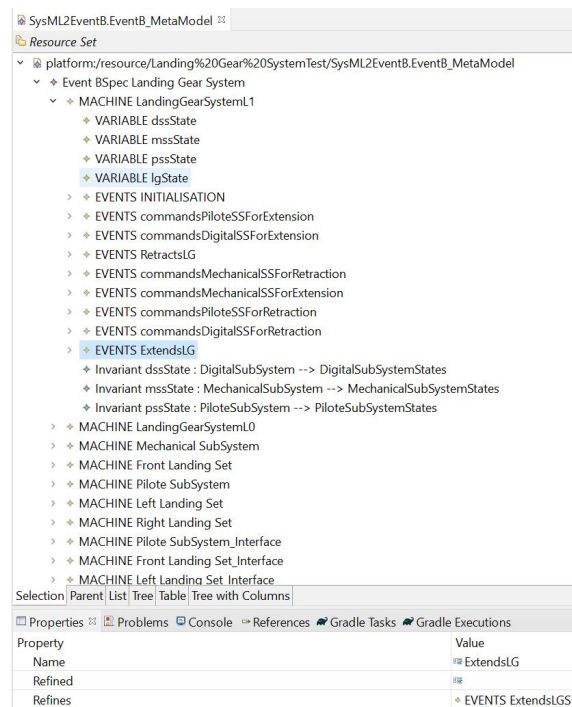 SysML2EventB.EventB_MetaModel
Resource Set
platform:/resource/Landing%20Gear%20SystemTest/SysML2EventB.EventB_MetaModel
Event BSpec Landing Gear System
MACHINE LandingGearSystemL1
VARIABLE dssState
VARIABLE mssState
VARIABLE pssState
VARIABLE lgState
EVENTS INITIALISATION
EVENTS commandsPiloteSSForExtension
EVENTS commandsDigitalSSForExtension
EVENTS RetractsLG
EVENTS commandsMechanicalSSForRetraction
EVENTS commandsMechanicalSSForExtension
EVENTS commandsPiloteSSForRetraction
EVENTS commandsDigitalSSForRetraction
EVENTS ExtendsLG
Invariant dssState : DigitalSubSystem --> DigitalSubSystemStates
Invariant mssState : MechanicalSubSystem --> MechanicalSubSystemStates
Invariant pssState : PiloteSubSystem --> PiloteSubSystemStates
MACHINE LandingGearSystemL0
MACHINE Mechanical SubSystem
MACHINE Front Landing Set
MACHINE Pilote SubSystem
MACHINE Left Landing Set
MACHINE Right Landing Set
MACHINE Pilote SubSystem_Interface
MACHINE Front Landing Set_Interface
MACHINE Left Landing Set_Interface
Selection Parent List Tree Table Tree with Columns
Properties Problems Console References Gradle Tasks Gradle Executions
Property Value
Name ExtendsLG
Refined
Refines EVENTS ExtendsLGS